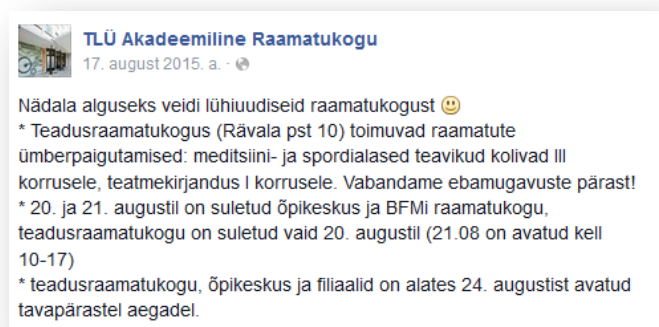 TLÜ Akadeemiline Raamatukogu
17. august 2015. a. ·
Nädala alguseks veidi lühiuudiseid raamatukogust 🙂
* Teadusraamatukogus (Rävala pst 10) toimuvad raamatute
ümberpaigutamised: meditsiini- ja spordialased teavikud kolivad III
korrusele, teatmekirjandus I korrusele. Vabandame ebamugavuste pärast!
* 20. ja 21. augustil on suletud õpikeskus ja BFMi raamatukogu,
teadusraamatukogu on suletud vaid 20. augustil (21.08 on avatud kell
10-17)
* teadusraamatukogu, õpikeskus ja filiaalid on alates 24. augustist avatud
tavapärastel aegadel.